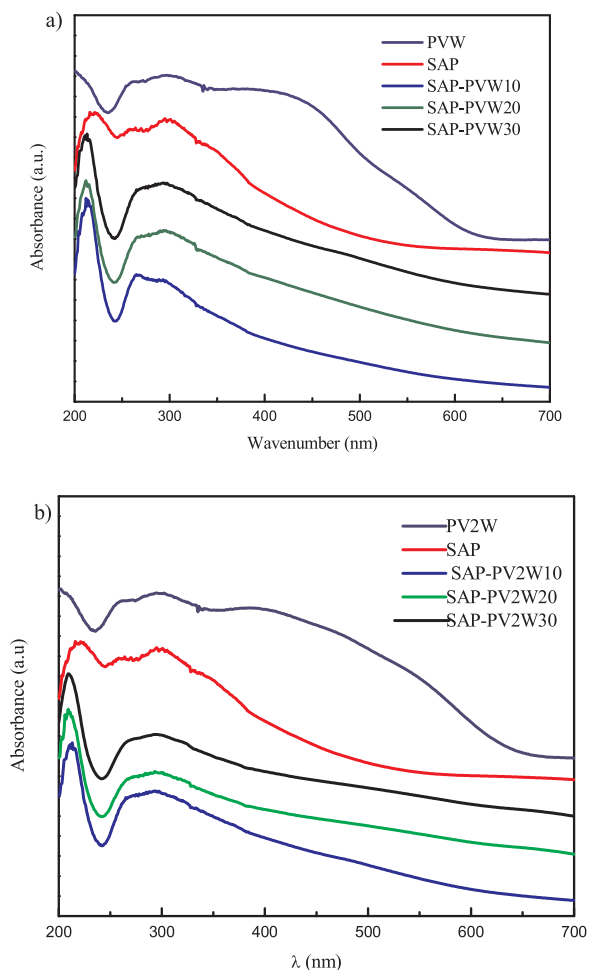 a)
PVW
SAP
SAP-PVW10
SAP-PVW20
SAP-PVW30
Absorbance (a.u.)
200 300 400 500 600 700
Wavenumber (nm)
b)
PV2W
SAP
SAP-PV2W10
SAP-PV2W20
SAP-PV2W30
Absorbance (a.u)
200 300 400 500 600 700
λ (nm)